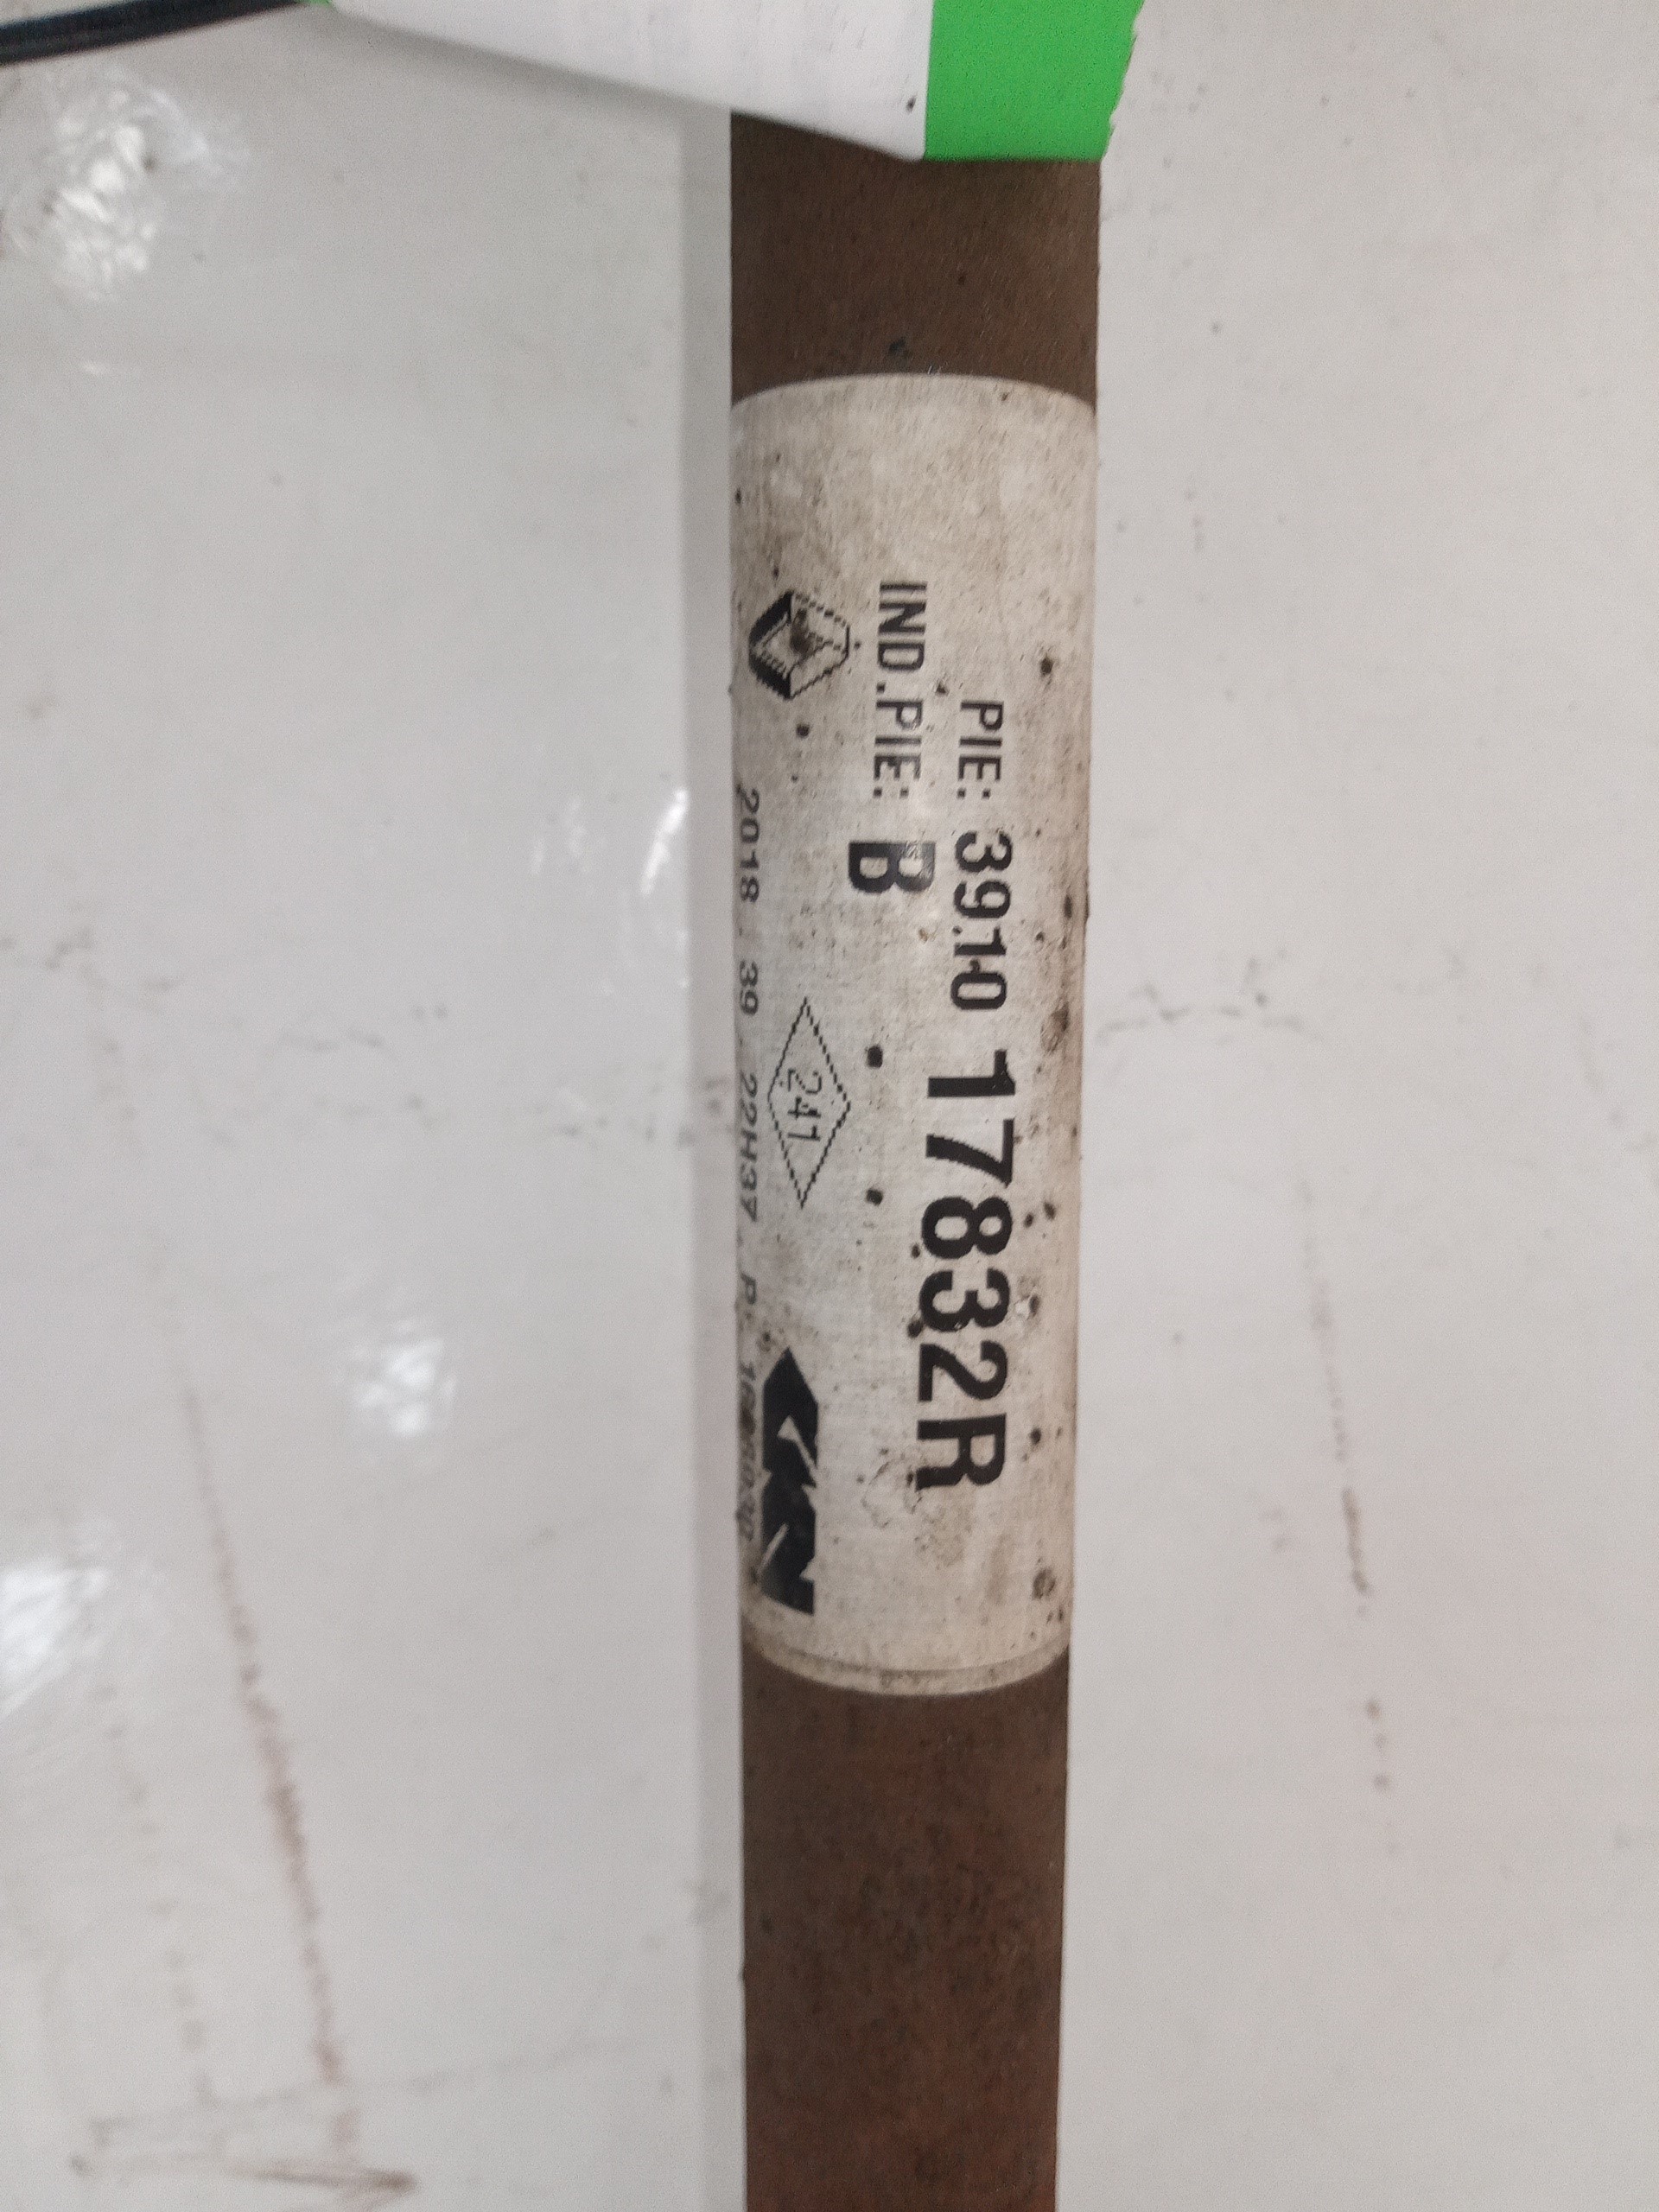 PIE: 3910 17832R
IND.PIE: B
241
2018 39 22H37 P.